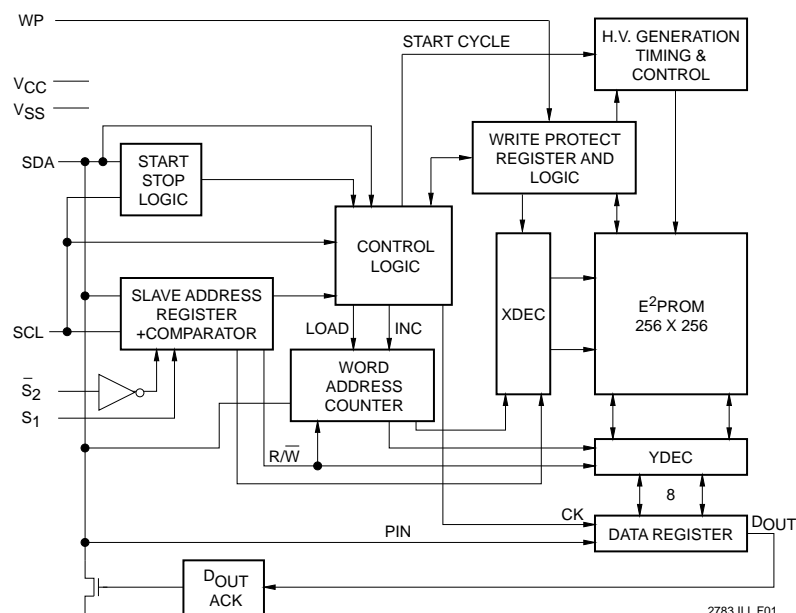 WP
START CYCLE
H.V. GENERATION
TIMING &
CONTROL
VCC
VSS
SDA
START
STOP
LOGIC
WRITE PROTECT
REGISTER AND
LOGIC
CONTROL
LOGIC
SLAVE ADDRESS
REGISTER
+COMPARATOR
SCL
LOAD
INC
XDEC
E²PROM
256 X 256
S̅2
S1
WORD
ADDRESS
COUNTER
R/W̅
YDEC
8
CK
DATA REGISTER
DOUT
PIN
DOUT
ACK
2783 ILL F01